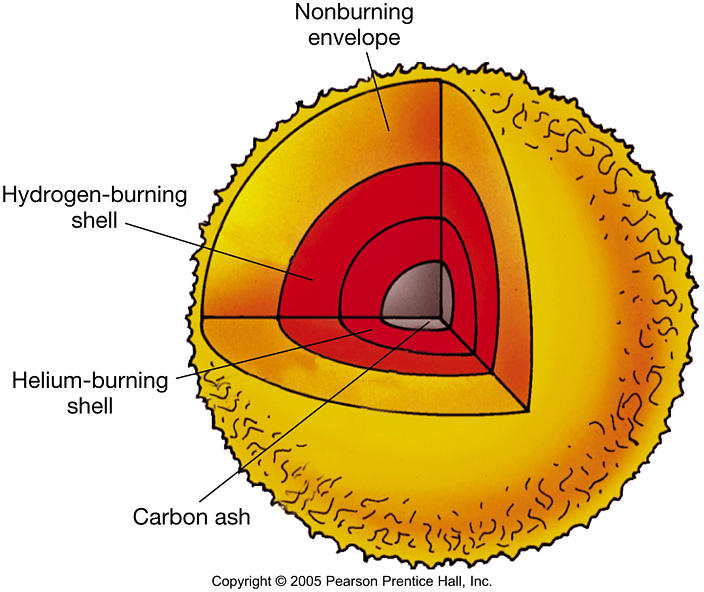 Nonburning
envelope
Hydrogen-burning
shell
Helium-burning
shell
Carbon ash
Copyright © 2005 Pearson Prentice Hall, Inc.